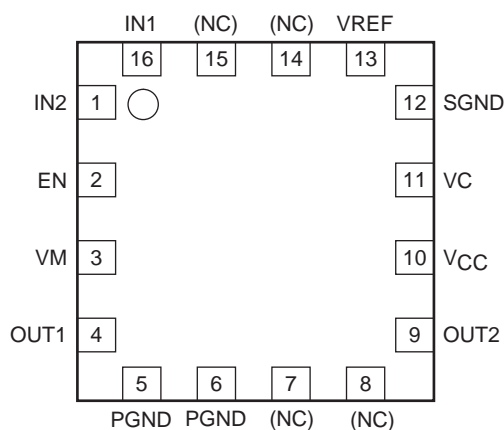 IN1 (NC) (NC) VREF
16 15 14 13
IN2 1 12 SGND
EN 2 11 VC
VM 3 10 VCC
OUT1 4 9 OUT2
5 6 7 8
PGND PGND (NC) (NC)